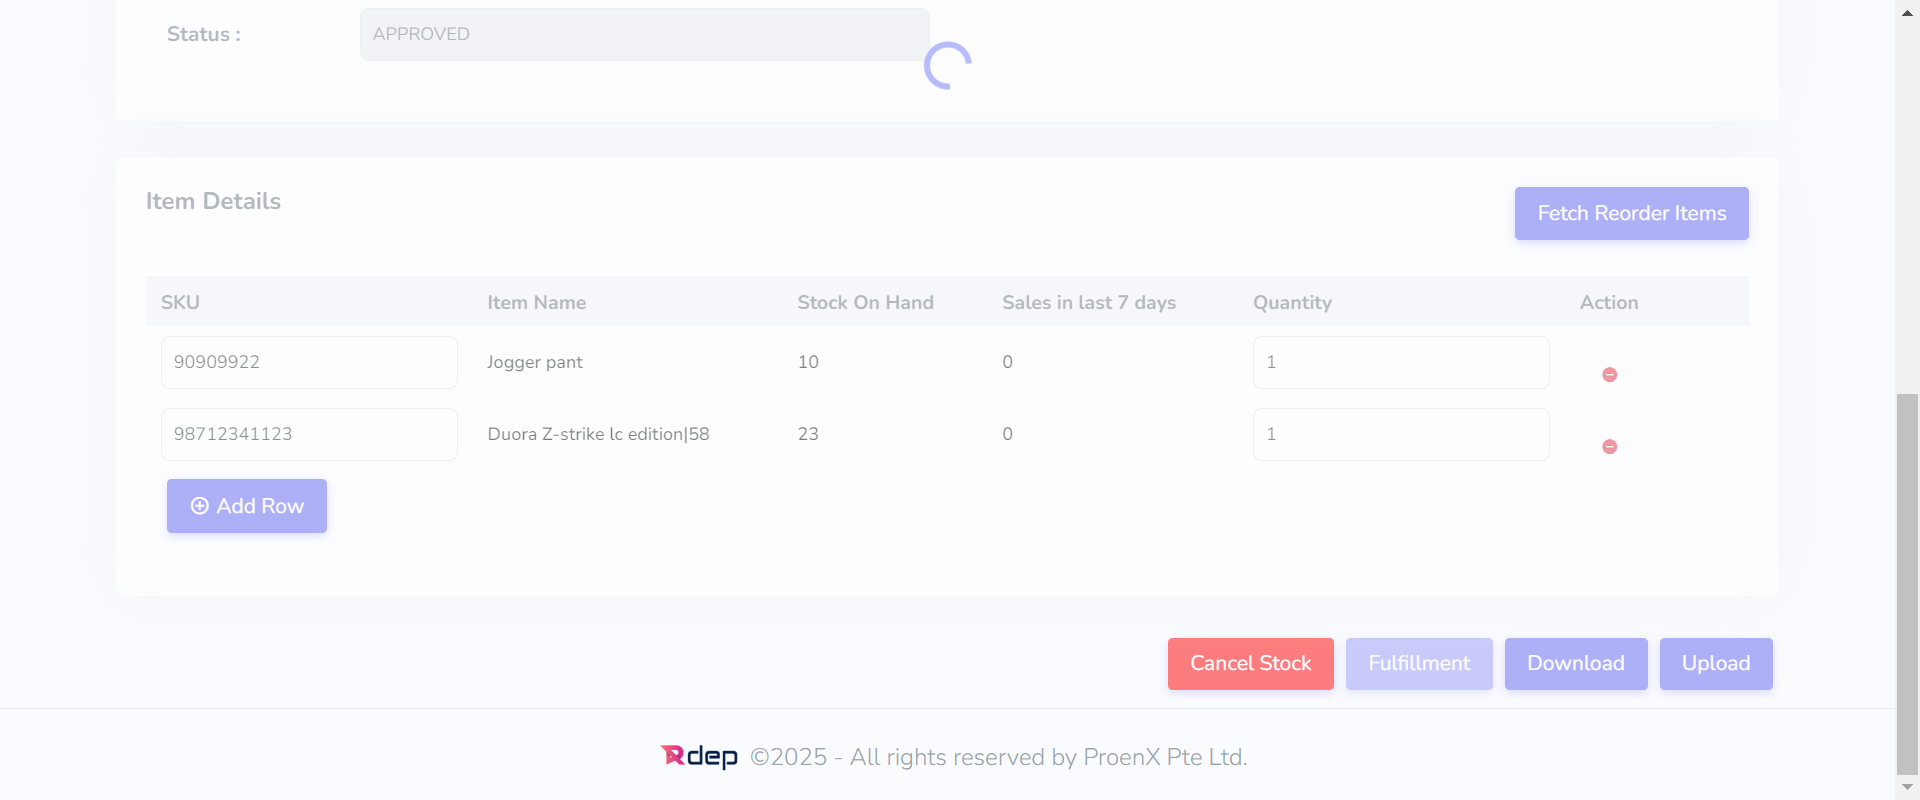 Status :
APPROVED
Item Details
Fetch Reorder Items
SKU Item Name Stock On Hand Sales in last 7 days Quantity Action
90909922 Jogger pant 10 0 1
98712341123 Duora Z-strike lc edition|58 23 0 1
Add Row
Cancel Stock Fulfillment Download Upload
Rdep ©2025 - All rights reserved by ProenX Pte Ltd.